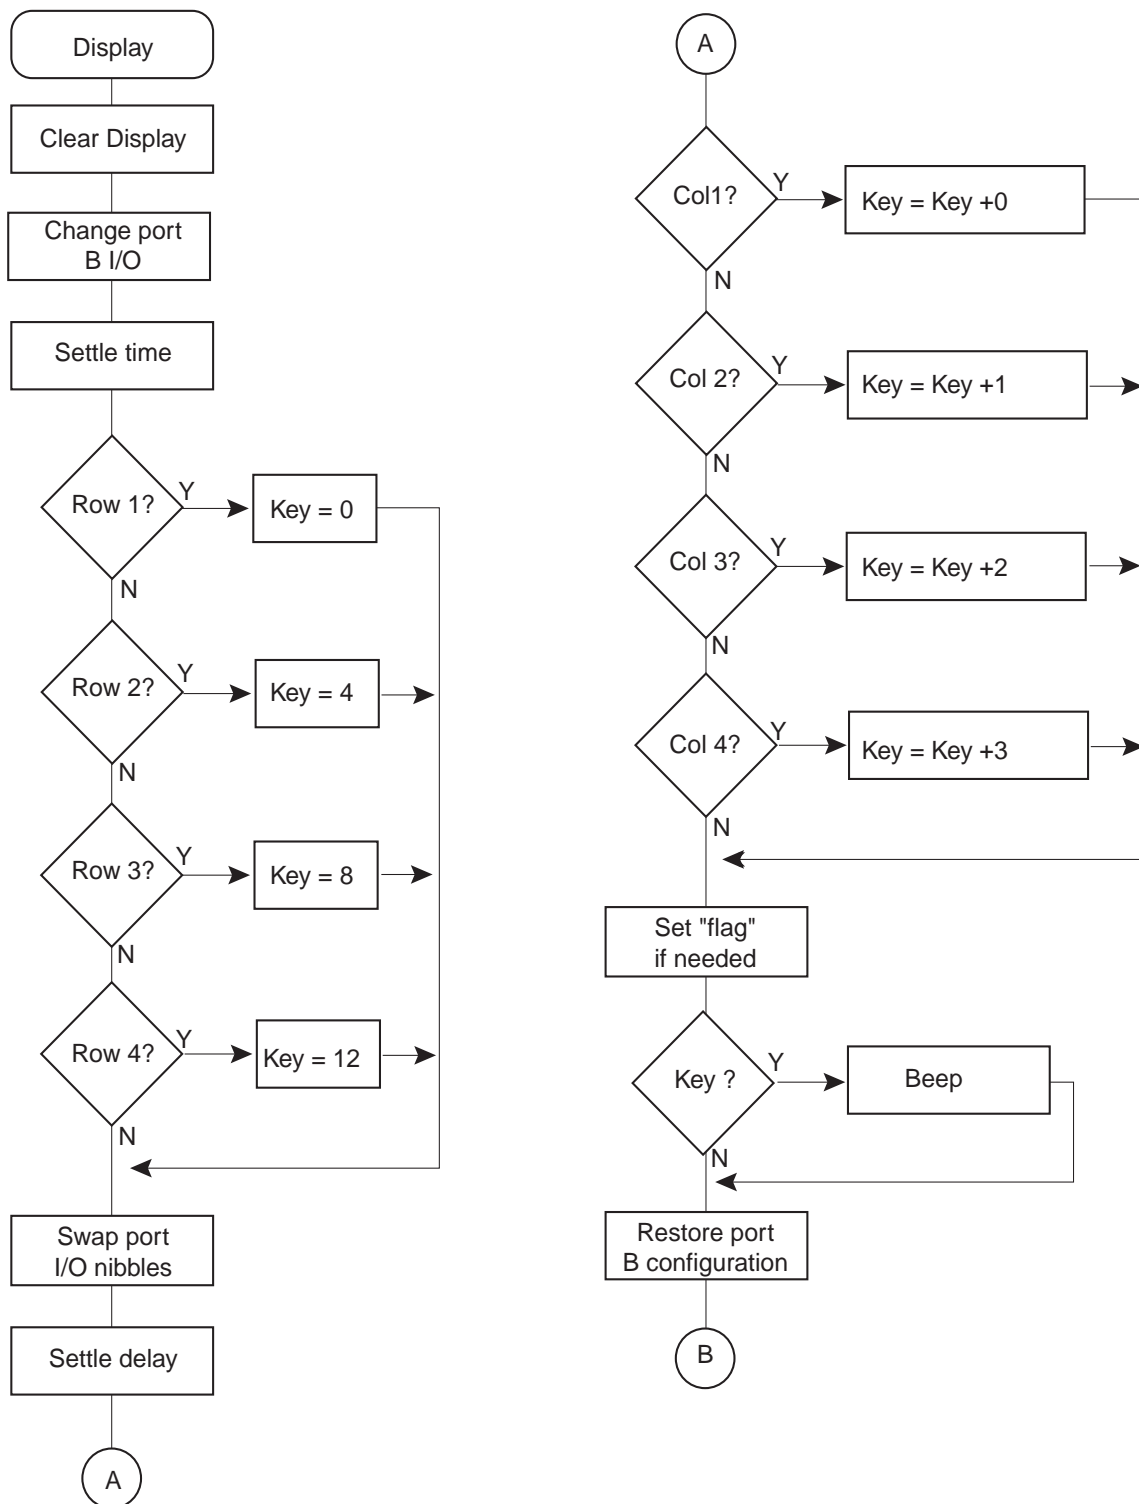 Display
Clear Display
Change port
B I/O
Settle time
Row 1?
Y
Key = 0
N
Row 2?
Y
Key = 4
N
Row 3?
Y
Key = 8
N
Row 4?
Y
Key = 12
N
Swap port
I/O nibbles
Settle delay
A
A
Col1?
Y
Key = Key +0
N
Col 2?
Y
Key = Key +1
N
Col 3?
Y
Key = Key +2
N
Col 4?
Y
Key = Key +3
N
Set "flag"
if needed
Key ?
Y
Beep
N
Restore port
B configuration
B